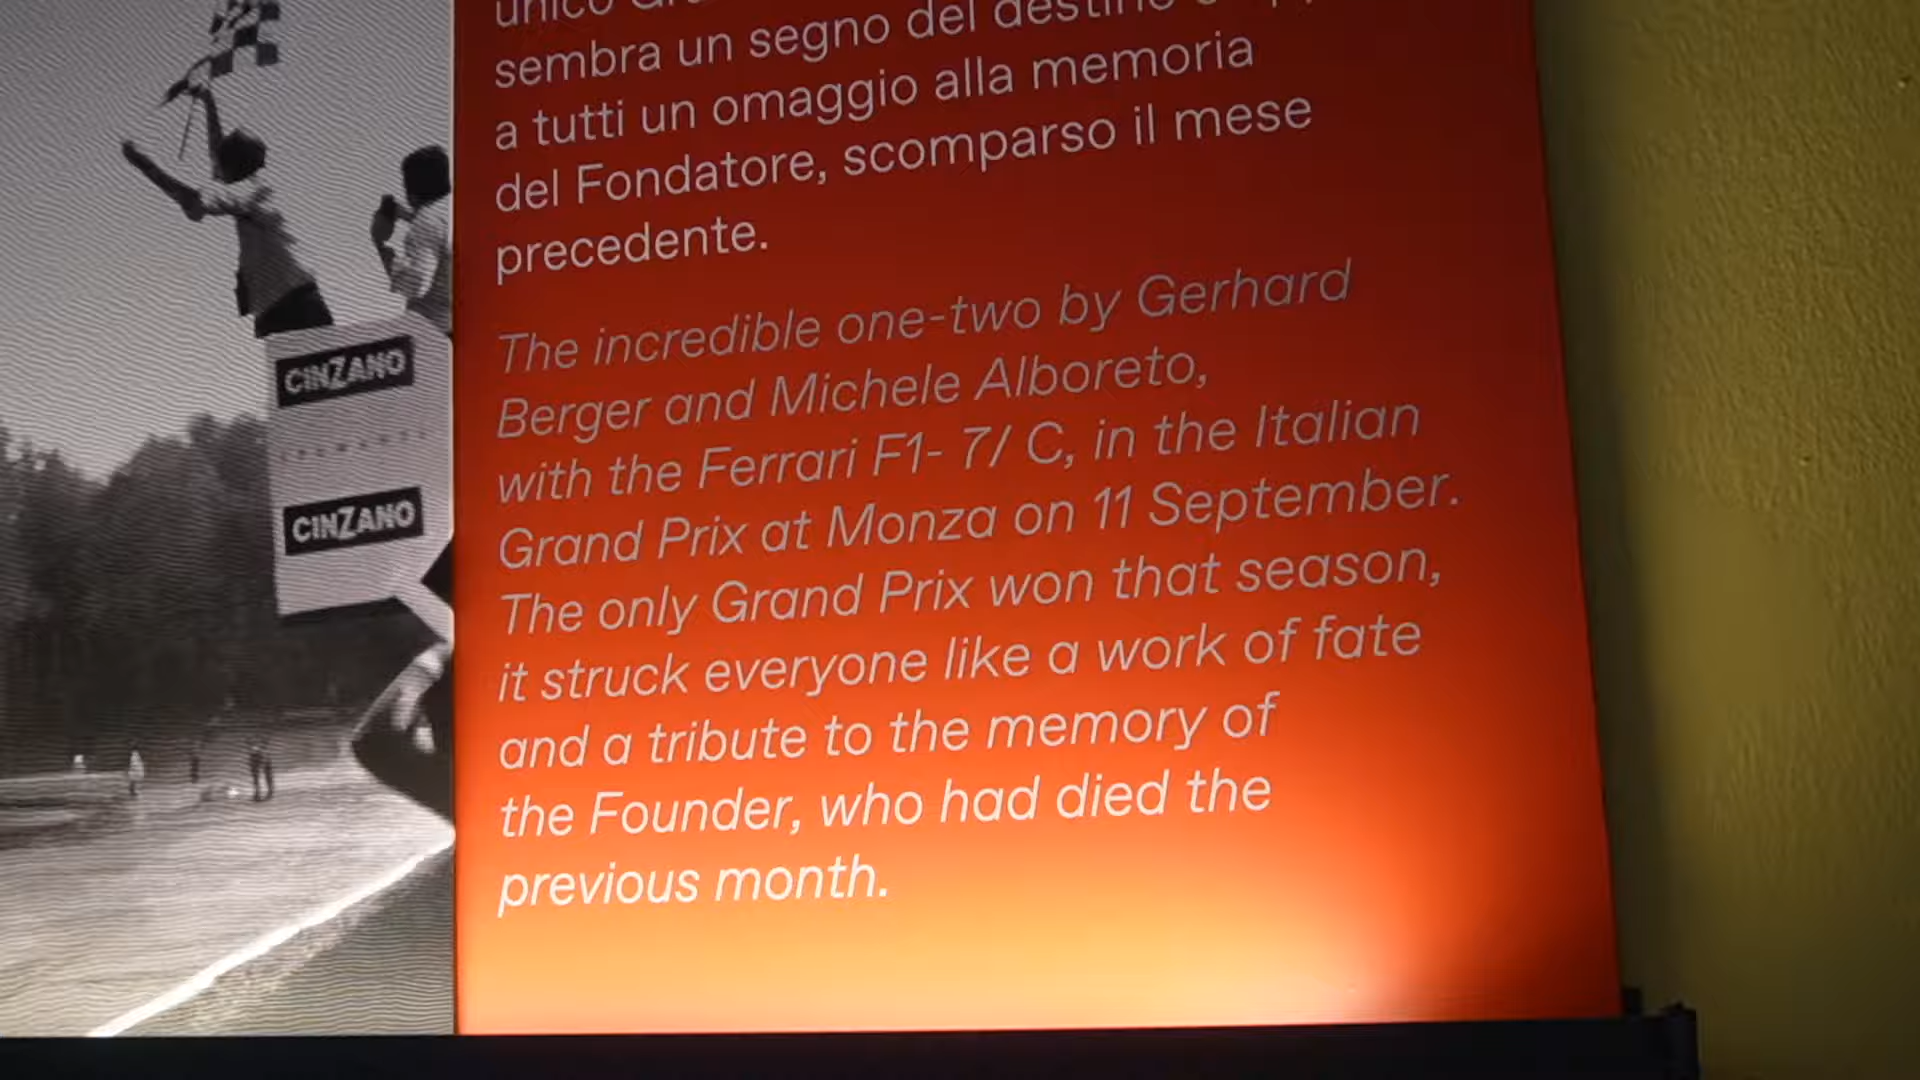 unico
sembra un segno del destino
a tutti un omaggio alla memoria
del Fondatore, scomparso il mese
precedente.
The incredible one-two by Gerhard
Berger and Michele Alboreto,
with the Ferrari F1- 7/ C, in the Italian
Grand Prix at Monza on 11 September.
The only Grand Prix won that season,
it struck everyone like a work of fate
and a tribute to the memory of
the Founder, who had died the
previous month.
CINZANO
CINZANO